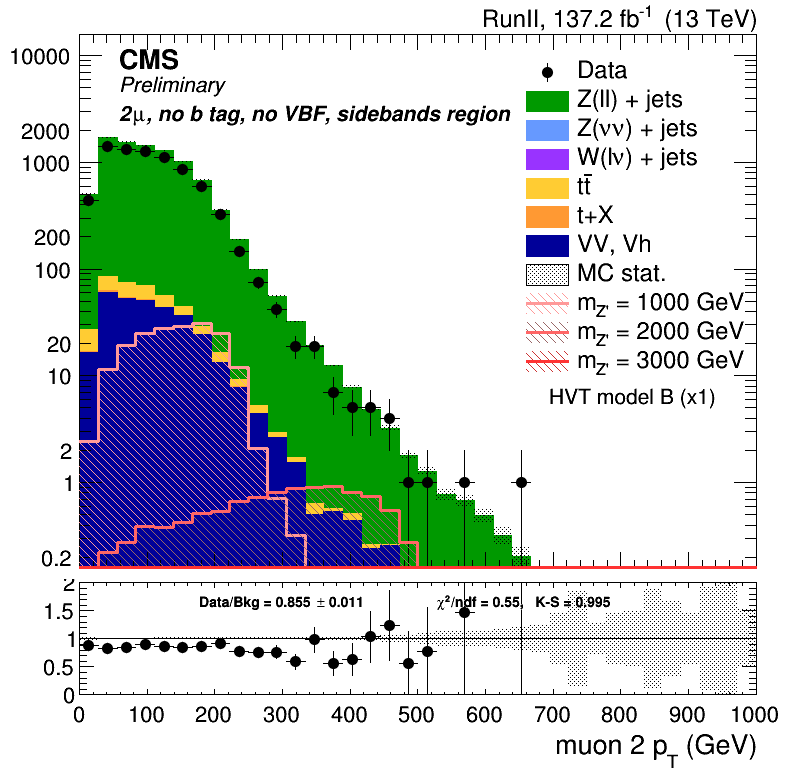 RunII, 137.2 fb⁻¹ (13 TeV)
CMS
Preliminary
2μ, no b tag, no VBF, sidebands region
Data
Z(ll) + jets
Z(νν) + jets
W(lν) + jets
tt̄
t+X
VV, Vh
MC stat.
m_Z' = 1000 GeV
m_Z' = 2000 GeV
m_Z' = 3000 GeV
HVT model B (x1)
10000
2000
1000
200
100
20
10
2
1
0.2
Data/Bkg = 0.855 ± 0.011
χ²/ndf = 0.55, K-S = 0.995
2
1.5
1
0.5
0
0 100 200 300 400 500 600 700 800 900 1000
muon 2 p_T (GeV)